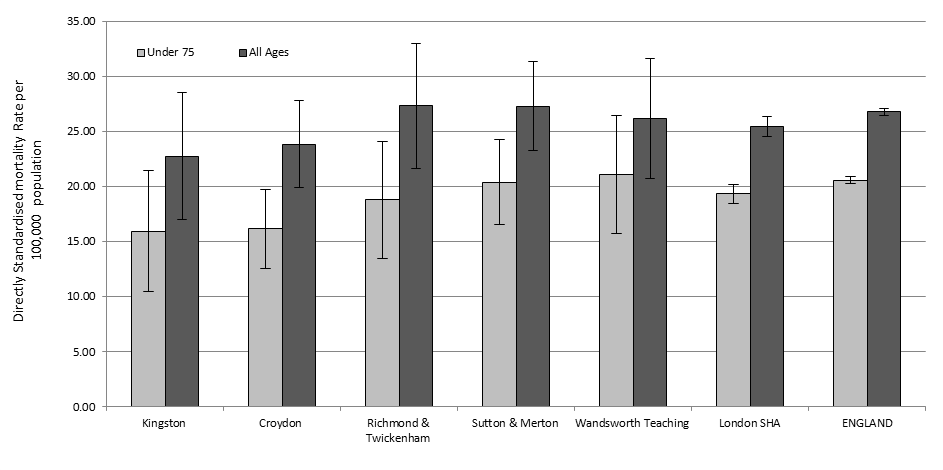 35.00
30.00
25.00
20.00
15.00
10.00
5.00
0.00
Directly Standardised mortality Rate per
100,000 population
Under 75
All Ages
Kingston
Croydon
Richmond &
Twickenham
Sutton & Merton
Wandsworth Teaching
London SHA
ENGLAND